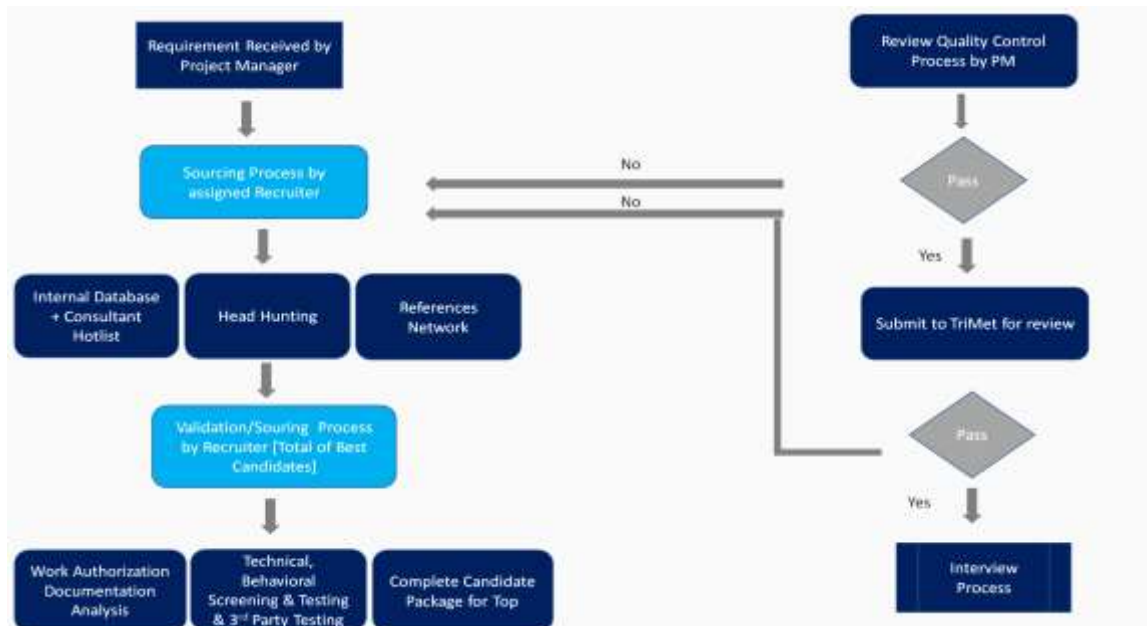 Requirement Received by
Project Manager
Sourcing Process by
assigned Recruiter
Internal Database
+ Consultant
Hotlist
Head Hunting
References
Network
Validation/Souring Process
by Recruiter [Total of Best
Candidates]
Work Authorization
Documentation
Analysis
Technical,
Behavioral
Screening & Testing
& 3rd Party Testing
Complete Candidate
Package for Top
No
No
Review Quality Control
Process by PM
Pass
Yes
Submit to TriMet for review
Pass
Yes
Interview
Process